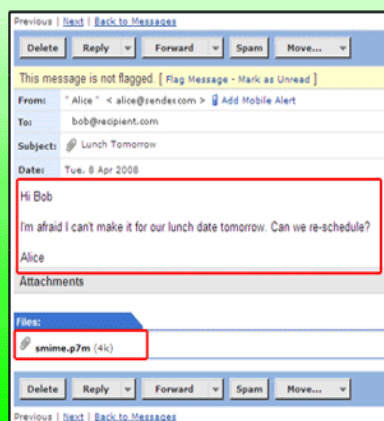 Previous | Next | Back to Messages
Delete Reply Forward Spam Move...
This message is not flagged. [ Flag Message - Mark as Unread ]
From: "Alice" < alice@sender.com > Add Mobile Alert
To: bob@recipient.com
Subject: Lunch Tomorrow
Date: Tue, 8 Apr 2008
Hi Bob
I'm afraid I can't make it for our lunch date tomorrow. Can we re-schedule?
Alice
Attachments
Files:
smime.p7m (4k)
Delete Reply Forward Spam Move...
Previous | Next | Back to Messages